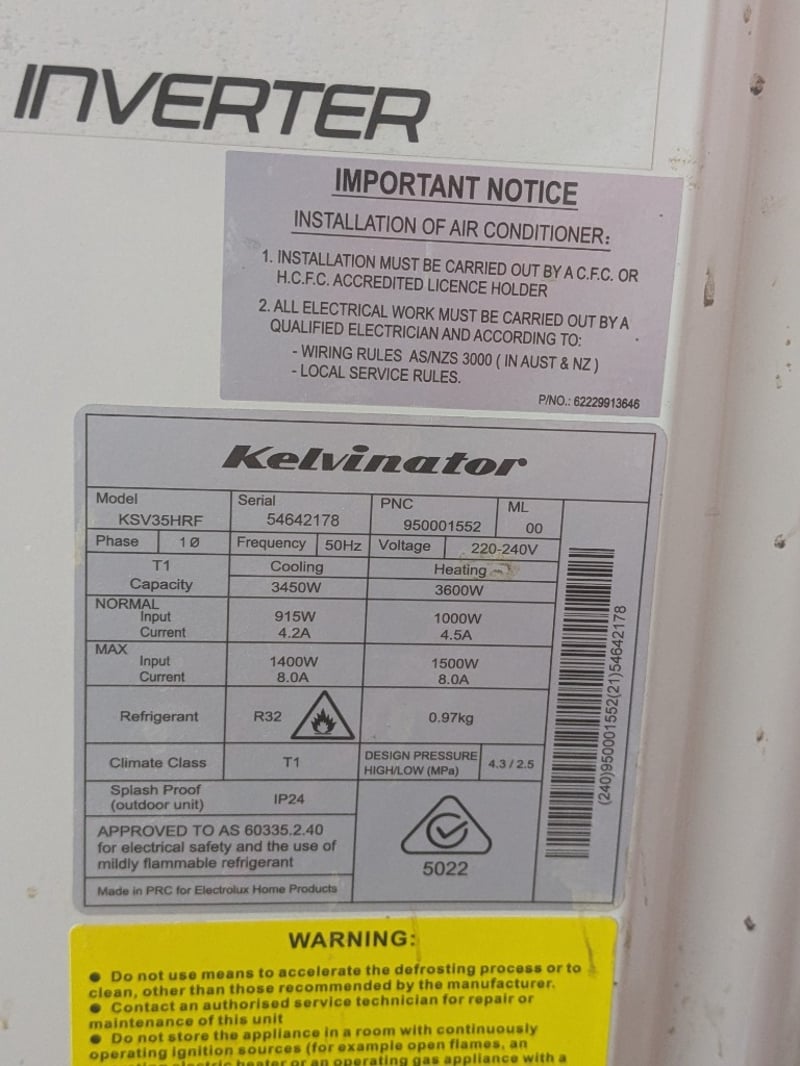 INVERTER
IMPORTANT NOTICE
INSTALLATION OF AIR CONDITIONER:
1. INSTALLATION MUST BE CARRIED OUT BY A C.F.C. OR
H.C.F.C. ACCREDITED LICENCE HOLDER
2. ALL ELECTRICAL WORK MUST BE CARRIED OUT BY A
QUALIFIED ELECTRICIAN AND ACCORDING TO:
- WIRING RULES AS/NZS 3000 ( IN AUST & NZ )
- LOCAL SERVICE RULES.
P/NO.: 62229913646
Kelvinator
Model KSV35HRF Serial 54642178 PNC 950001552 ML 00
Phase 1Ø Frequency 50Hz Voltage 220-240V
T1 Capacity Cooling Heating
3450W 3600W
NORMAL
Input 915W 1000W
Current 4.2A 4.5A
MAX
Input 1400W 1500W
Current 8.0A 8.0A
Refrigerant R32 0.97kg
Climate Class T1 DESIGN PRESSURE HIGH/LOW (MPa) 4.3 / 2.5
Splash Proof
(outdoor unit) IP24
APPROVED TO AS 60335.2.40
for electrical safety and the use of
mildly flammable refrigerant
5022
Made in PRC for Electrolux Home Products
(240)950001552(21)54642178
WARNING:
● Do not use means to accelerate the defrosting process or to
clean, other than those recommended by the manufacturer.
● Contact an authorised service technician for repair or
maintenance of this unit
● Do not store the appliance in a room with continuously
operating ignition sources (for example open flames, an
operating gas appliance with a